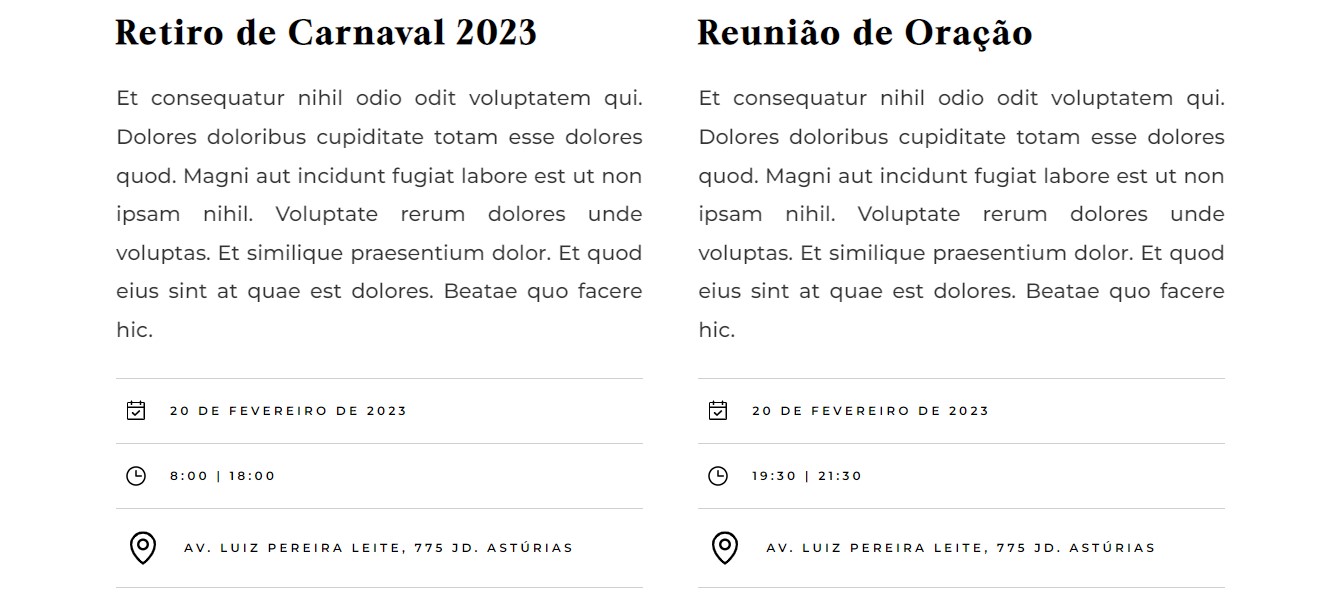 Retiro de Carnaval 2023
Et consequatur nihil odio odit voluptatem qui.
Dolores doloribus cupiditate totam esse dolores
quod. Magni aut incidunt fugiat labore est ut non
ipsam nihil. Voluptate rerum dolores unde
voluptas. Et similique praesentium dolor. Et quod
eius sint at quae est dolores. Beatae quo facere
hic.
20 DE FEVEREIRO DE 2023
8:00 | 18:00
AV. LUIZ PEREIRA LEITE, 775 JD. ASTÚRIAS
Reunião de Oração
Et consequatur nihil odio odit voluptatem qui.
Dolores doloribus cupiditate totam esse dolores
quod. Magni aut incidunt fugiat labore est ut non
ipsam nihil. Voluptate rerum dolores unde
voluptas. Et similique praesentium dolor. Et quod
eius sint at quae est dolores. Beatae quo facere
hic.
20 DE FEVEREIRO DE 2023
19:30 | 21:30
AV. LUIZ PEREIRA LEITE, 775 JD. ASTÚRIAS